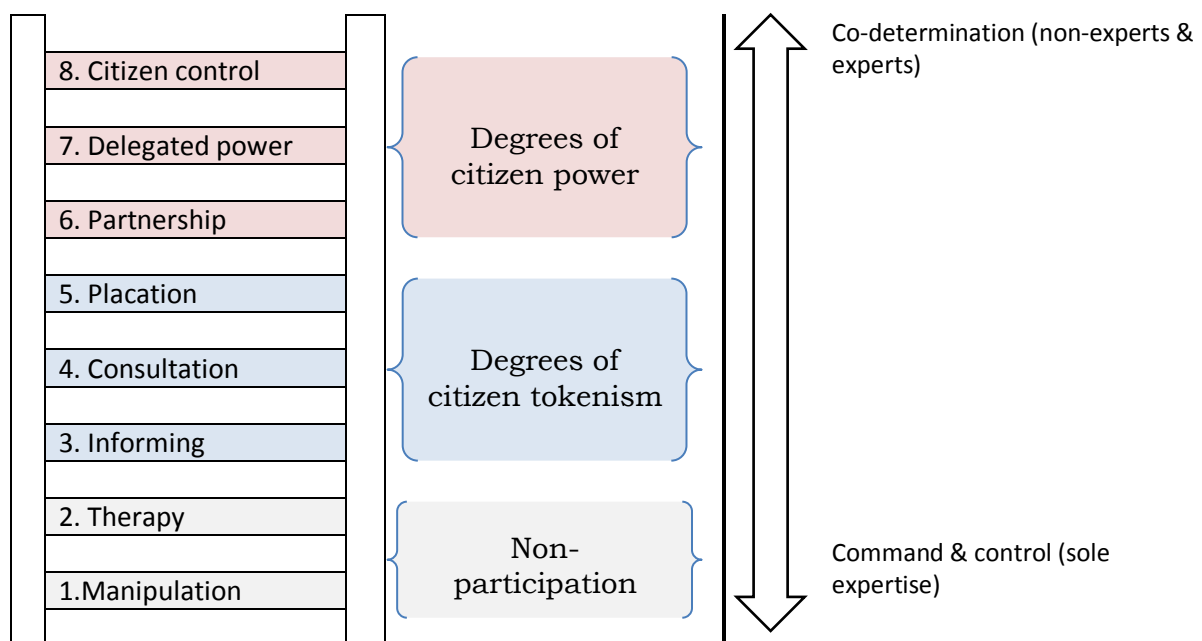 8. Citizen control
7. Delegated power
6. Partnership
5. Placation
4. Consultation
3. Informing
2. Therapy
1.Manipulation
Degrees of
citizen power
Degrees of
citizen tokenism
Non-
participation
Co-determination (non-experts &
experts)
Command & control (sole
expertise)